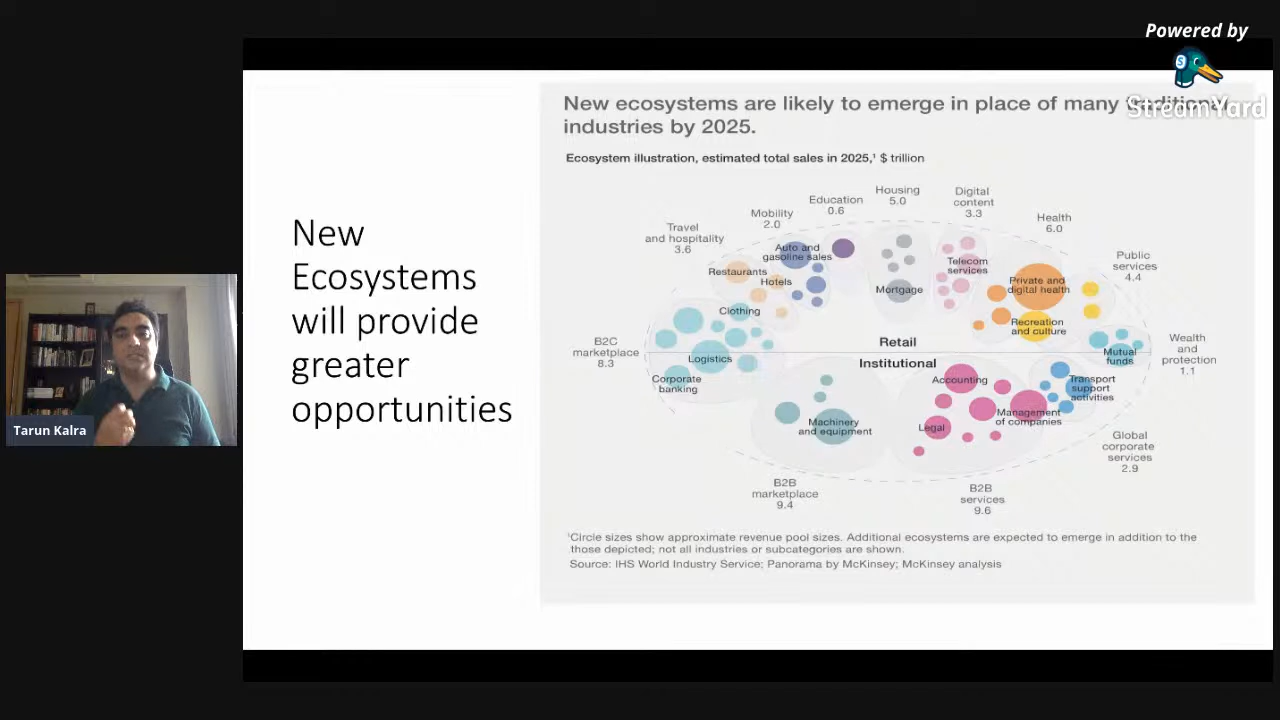 Powered by
StreamYard
New
Ecosystems
will provide
greater
opportunities
New ecosystems are likely to emerge in place of many traditional
industries by 2025.
Ecosystem illustration, estimated total sales in 2025,¹ $ trillion
Travel
and hospitality
3.6
Mobility
2.0
Education
0.6
Housing
5.0
Digital
content
3.3
Health
6.0
Public
services
4.4
Wealth
and
protection
1.1
Global
corporate
services
2.9
B2B
services
9.6
B2B
marketplace
9.4
B2C
marketplace
8.3
Auto and
gasoline sales
Restaurants
Hotels
Clothing
Logistics
Corporate
banking
Mortgage
Telecom
services
Private and
digital health
Recreation
and culture
Retail
Institutional
Mutual
funds
Accounting
Transport
support
activities
Management
of companies
Legal
Machinery
and equipment
¹Circle sizes show approximate revenue pool sizes. Additional ecosystems are expected to emerge in addition to the
those depicted; not all industries or subcategories are shown.
Source: IHS World Industry Service; Panorama by McKinsey; McKinsey analysis
Tarun Kalra